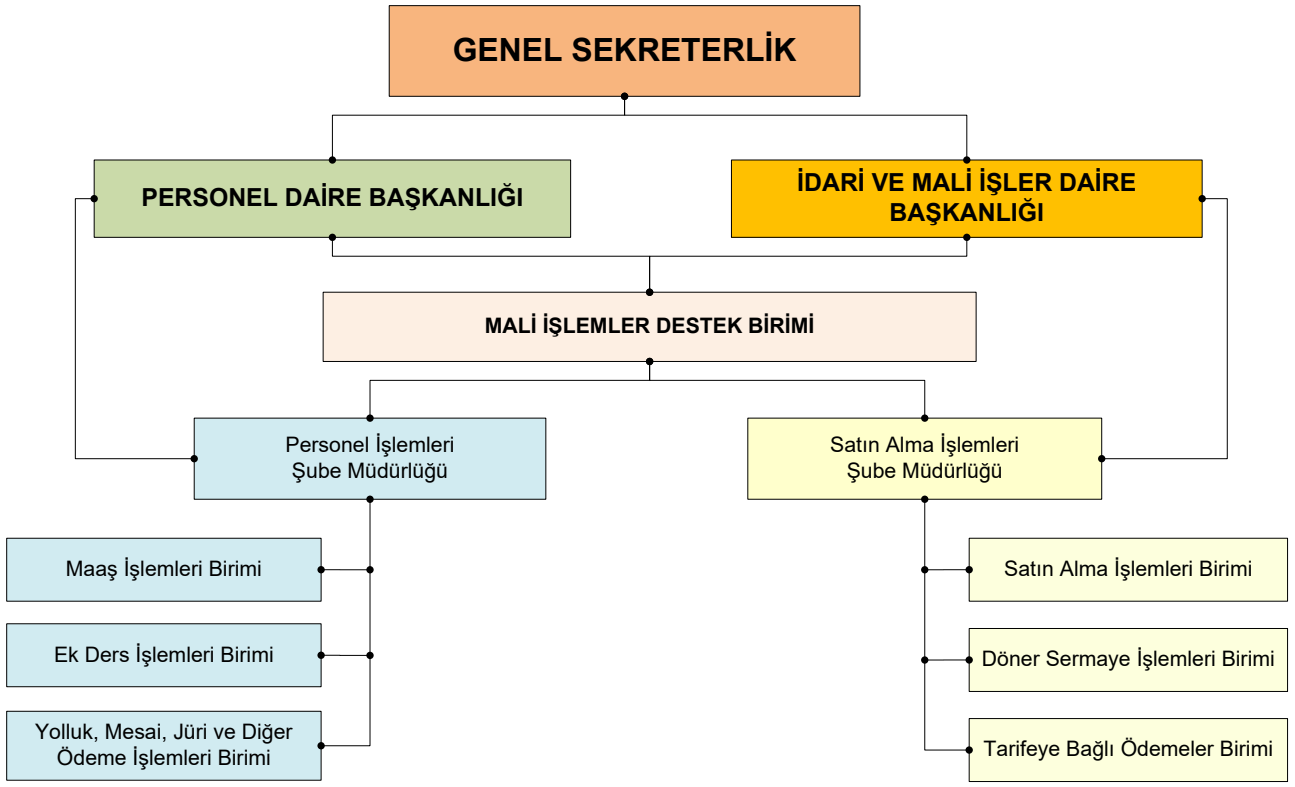 GENEL SEKRETERLİK
PERSONEL DAİRE BAŞKANLIĞI
İDARİ VE MALİ İŞLER DAİRE
BAŞKANLIĞI
MALİ İŞLEMLER DESTEK BİRİMİ
Personel İşlemleri
Şube Müdürlüğü
Satın Alma İşlemleri
Şube Müdürlüğü
Maaş İşlemleri Birimi
Ek Ders İşlemleri Birimi
Yolluk, Mesai, Jüri ve Diğer
Ödeme İşlemleri Birimi
Satın Alma İşlemleri Birimi
Döner Sermaye İşlemleri Birimi
Tarifeye Bağlı Ödemeler Birimi